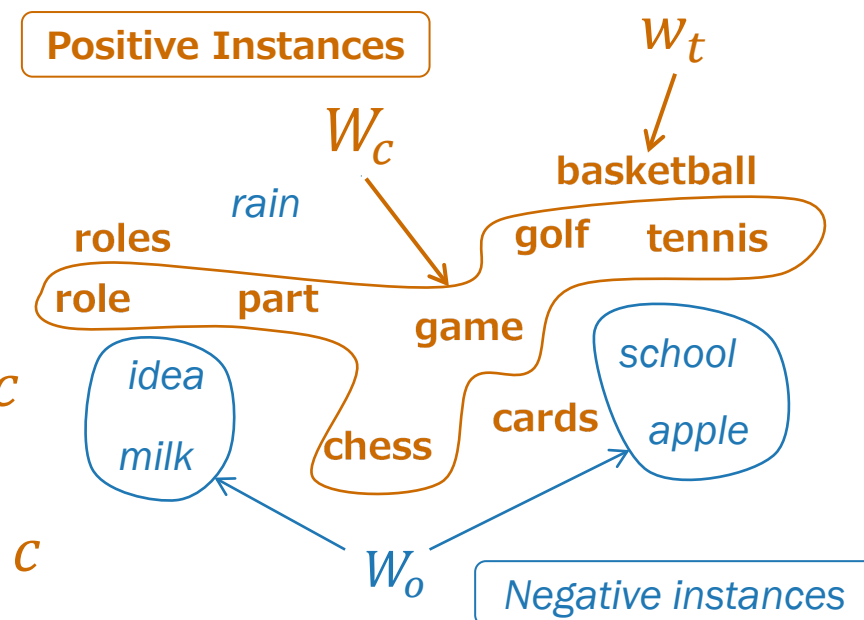 Positive Instances
w_t
W_c
basketball
rain
roles
golf tennis
role part
game
school
idea
c
cards
apple
chess
milk
c
W_o
Negative instances